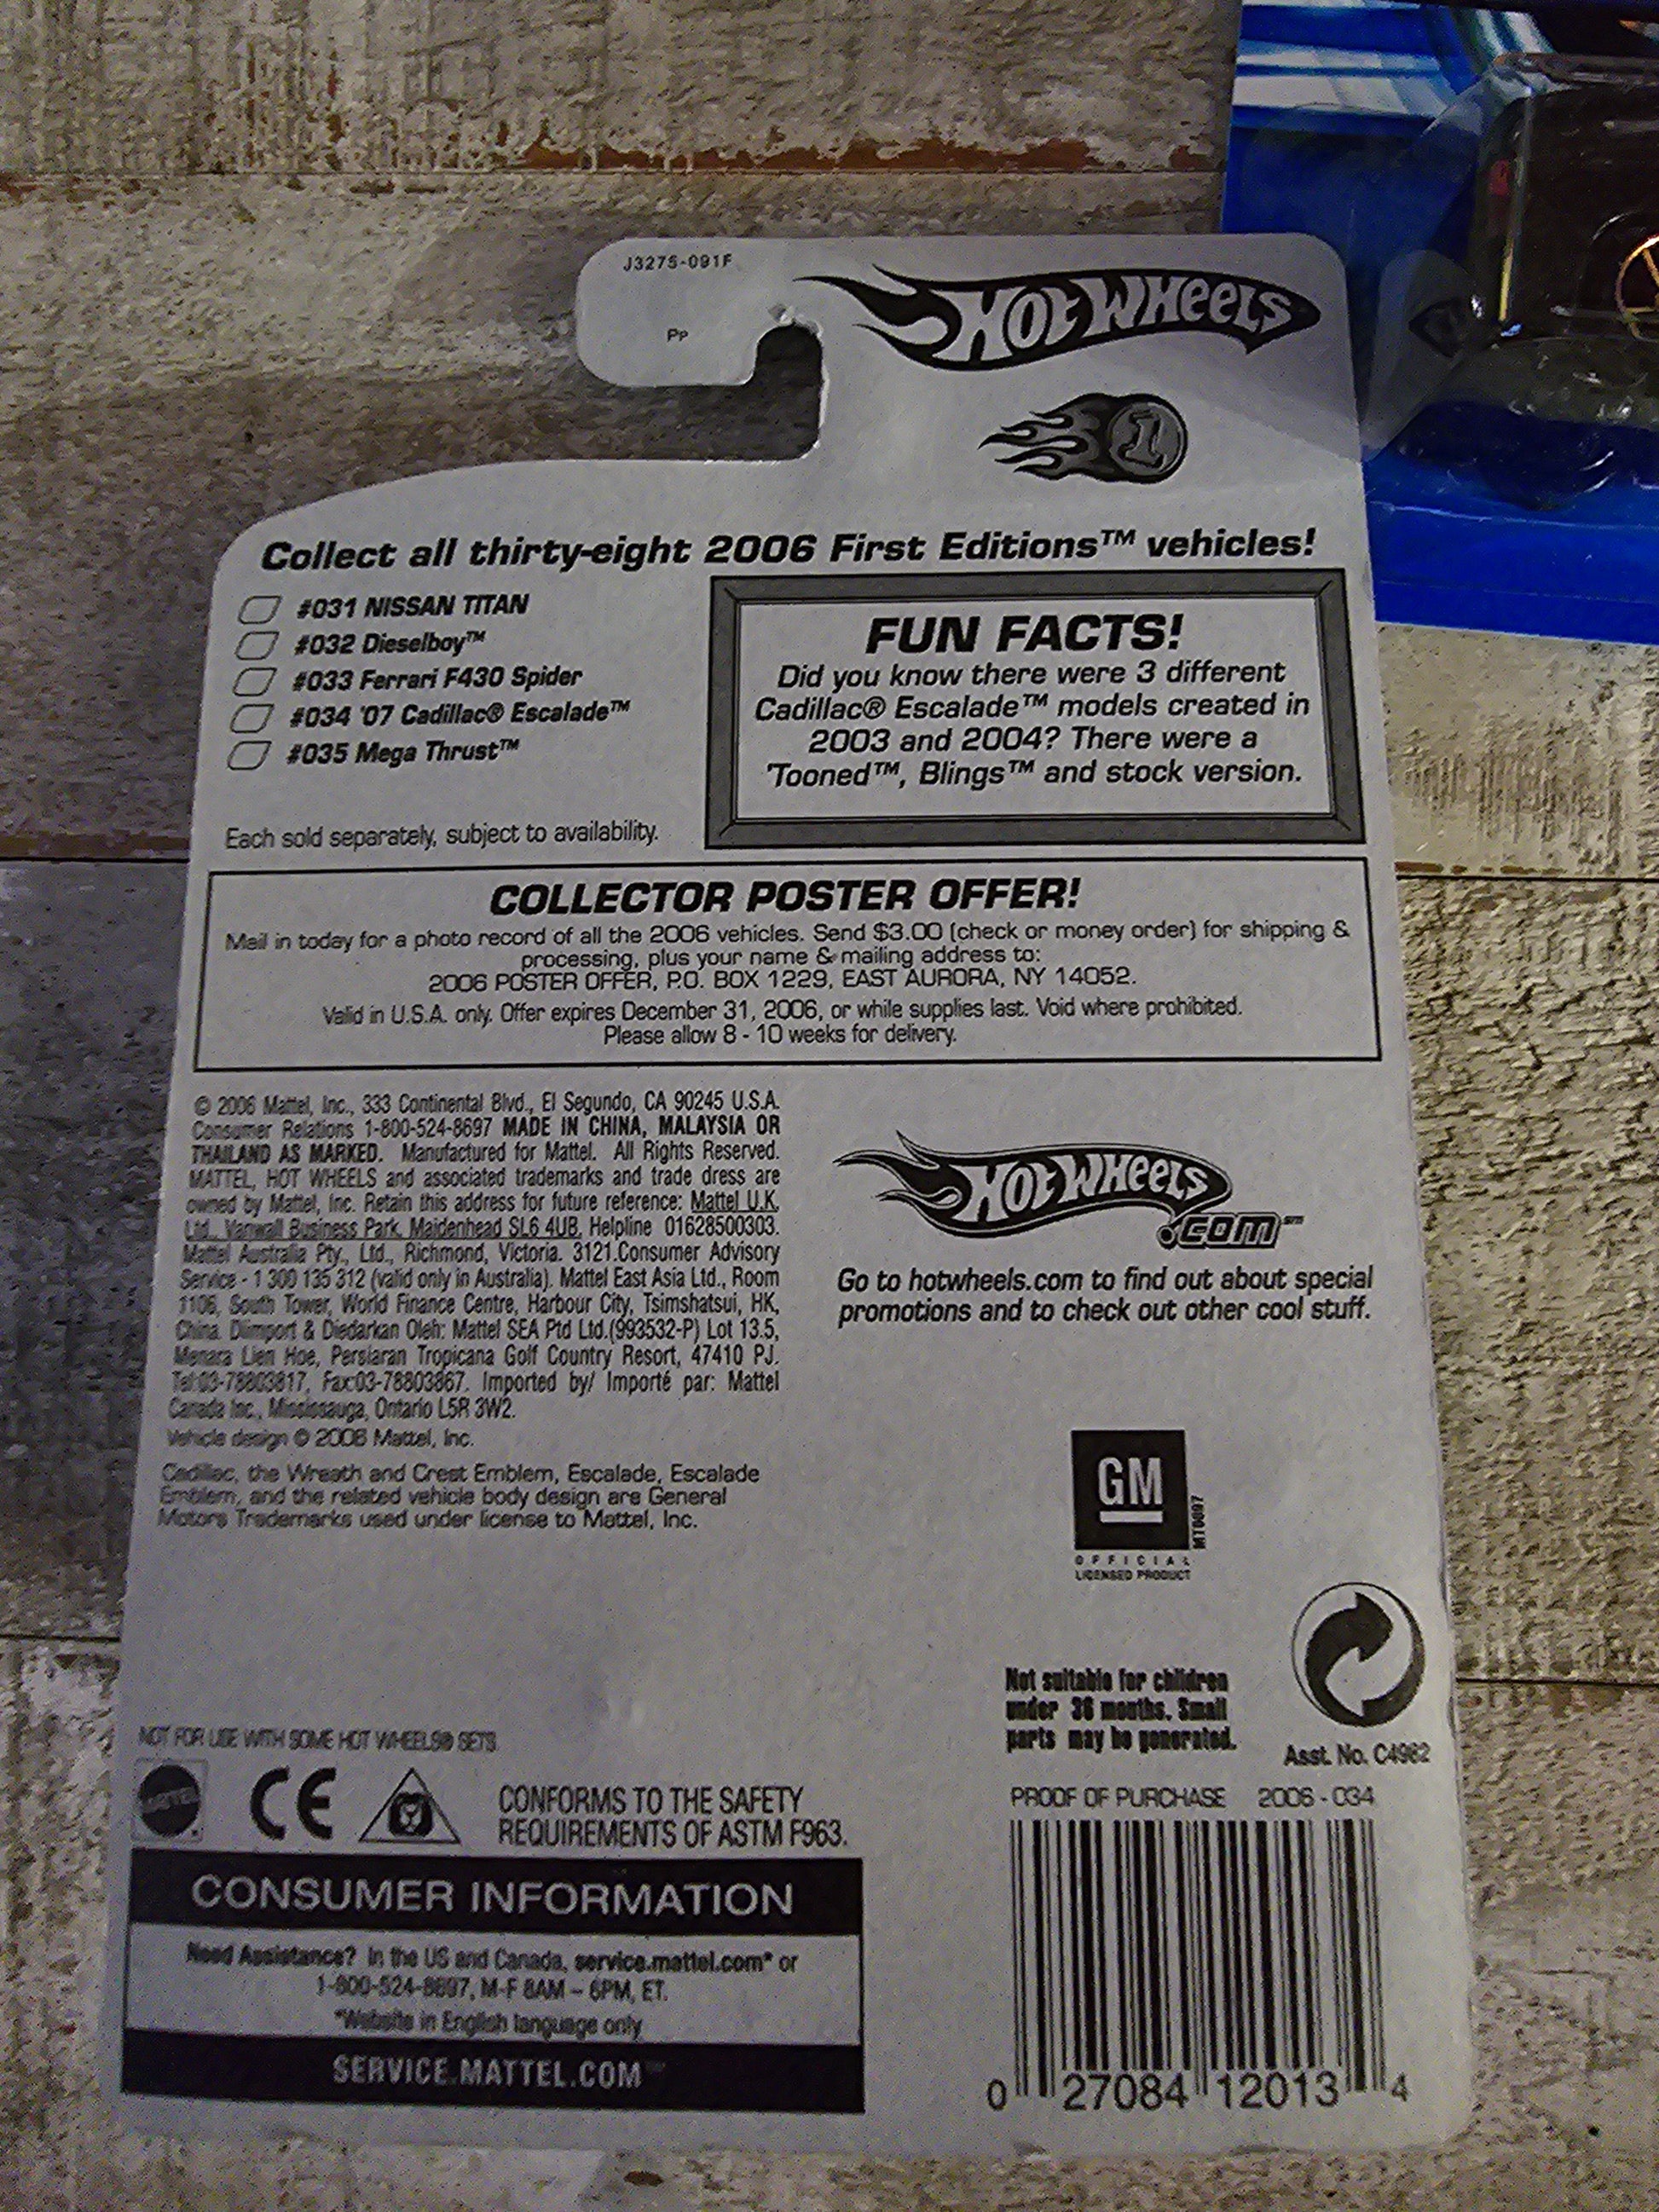 J3275-091F
Pp
HOT WHEELS
1
Collect all thirty-eight 2006 First Editions™ vehicles!
#031 NISSAN TITAN
#032 Dieselboy™
#033 Ferrari F430 Spider
#034 '07 Cadillac® Escalade™
#035 Mega Thrust™
Each sold separately, subject to availability.
FUN FACTS!
Did you know there were 3 different
Cadillac® Escalade™ models created in
2003 and 2004? There were a
'Tooned™, Blings™ and stock version.
COLLECTOR POSTER OFFER!
Mail in today for a photo record of all the 2006 vehicles. Send $3.00 (check or money order) for shipping &
processing, plus your name & mailing address to:
2006 POSTER OFFER, P.O. BOX 1229, EAST AURORA, NY 14052.
Valid in U.S.A. only. Offer expires December 31, 2006, or while supplies last. Void where prohibited.
Please allow 8 - 10 weeks for delivery.
© 2006 Mattel, Inc., 333 Continental Blvd., El Segundo, CA 90245 U.S.A.
Consumer Relations 1-800-524-8697 MADE IN CHINA, MALAYSIA OR
THAILAND AS MARKED. Manufactured for Mattel. All Rights Reserved.
MATTEL, HOT WHEELS and associated trademarks and trade dress are
owned by Mattel, Inc. Retain this address for future reference: Mattel U.K.
Ltd., Vanwall Business Park, Maidenhead SL6 4UB. Helpline 01628500303.
Mattel Australia Pty., Ltd., Richmond, Victoria. 3121.Consumer Advisory
Service - 1 300 135 312 (valid only in Australia). Mattel East Asia Ltd., Room
1106, South Tower, World Finance Centre, Harbour City, Tsimshatsui, HK,
China. Diimport & Diedarkan Oleh: Mattel SEA Ptd Ltd.(993532-P) Lot 13.5,
Menara Lien Hoe, Persiaran Tropicana Golf Country Resort, 47410 PJ.
Tel:03-78803817, Fax:03-78803867. Imported by/ Importé par: Mattel
Canada Inc., Mississauga, Ontario L5R 3W2.
Vehicle design © 2006 Mattel, Inc.
Cadillac, the Wreath and Crest Emblem, Escalade, Escalade
Emblem, and the related vehicle body design are General
Motors Trademarks used under license to Mattel, Inc.
HOT WHEELS
.COM™
Go to hotwheels.com to find out about special
promotions and to check out other cool stuff.
GM
MT0897
OFFICIAL
LICENSED PRODUCT
Not suitable for children
under 36 months. Small
parts may be generated.
Asst. No. C4982
NOT FOR USE WITH SOME HOT WHEELS® SETS.
MATTEL
CE
CONFORMS TO THE SAFETY
REQUIREMENTS OF ASTM F963.
CONSUMER INFORMATION
Need Assistance? In the US and Canada, service.mattel.com* or
1-800-524-8697, M-F 8AM – 6PM, ET.
*Website in English language only
SERVICE.MATTEL.COM™
PROOF OF PURCHASE 2006 - 034
0 27084 12013 4